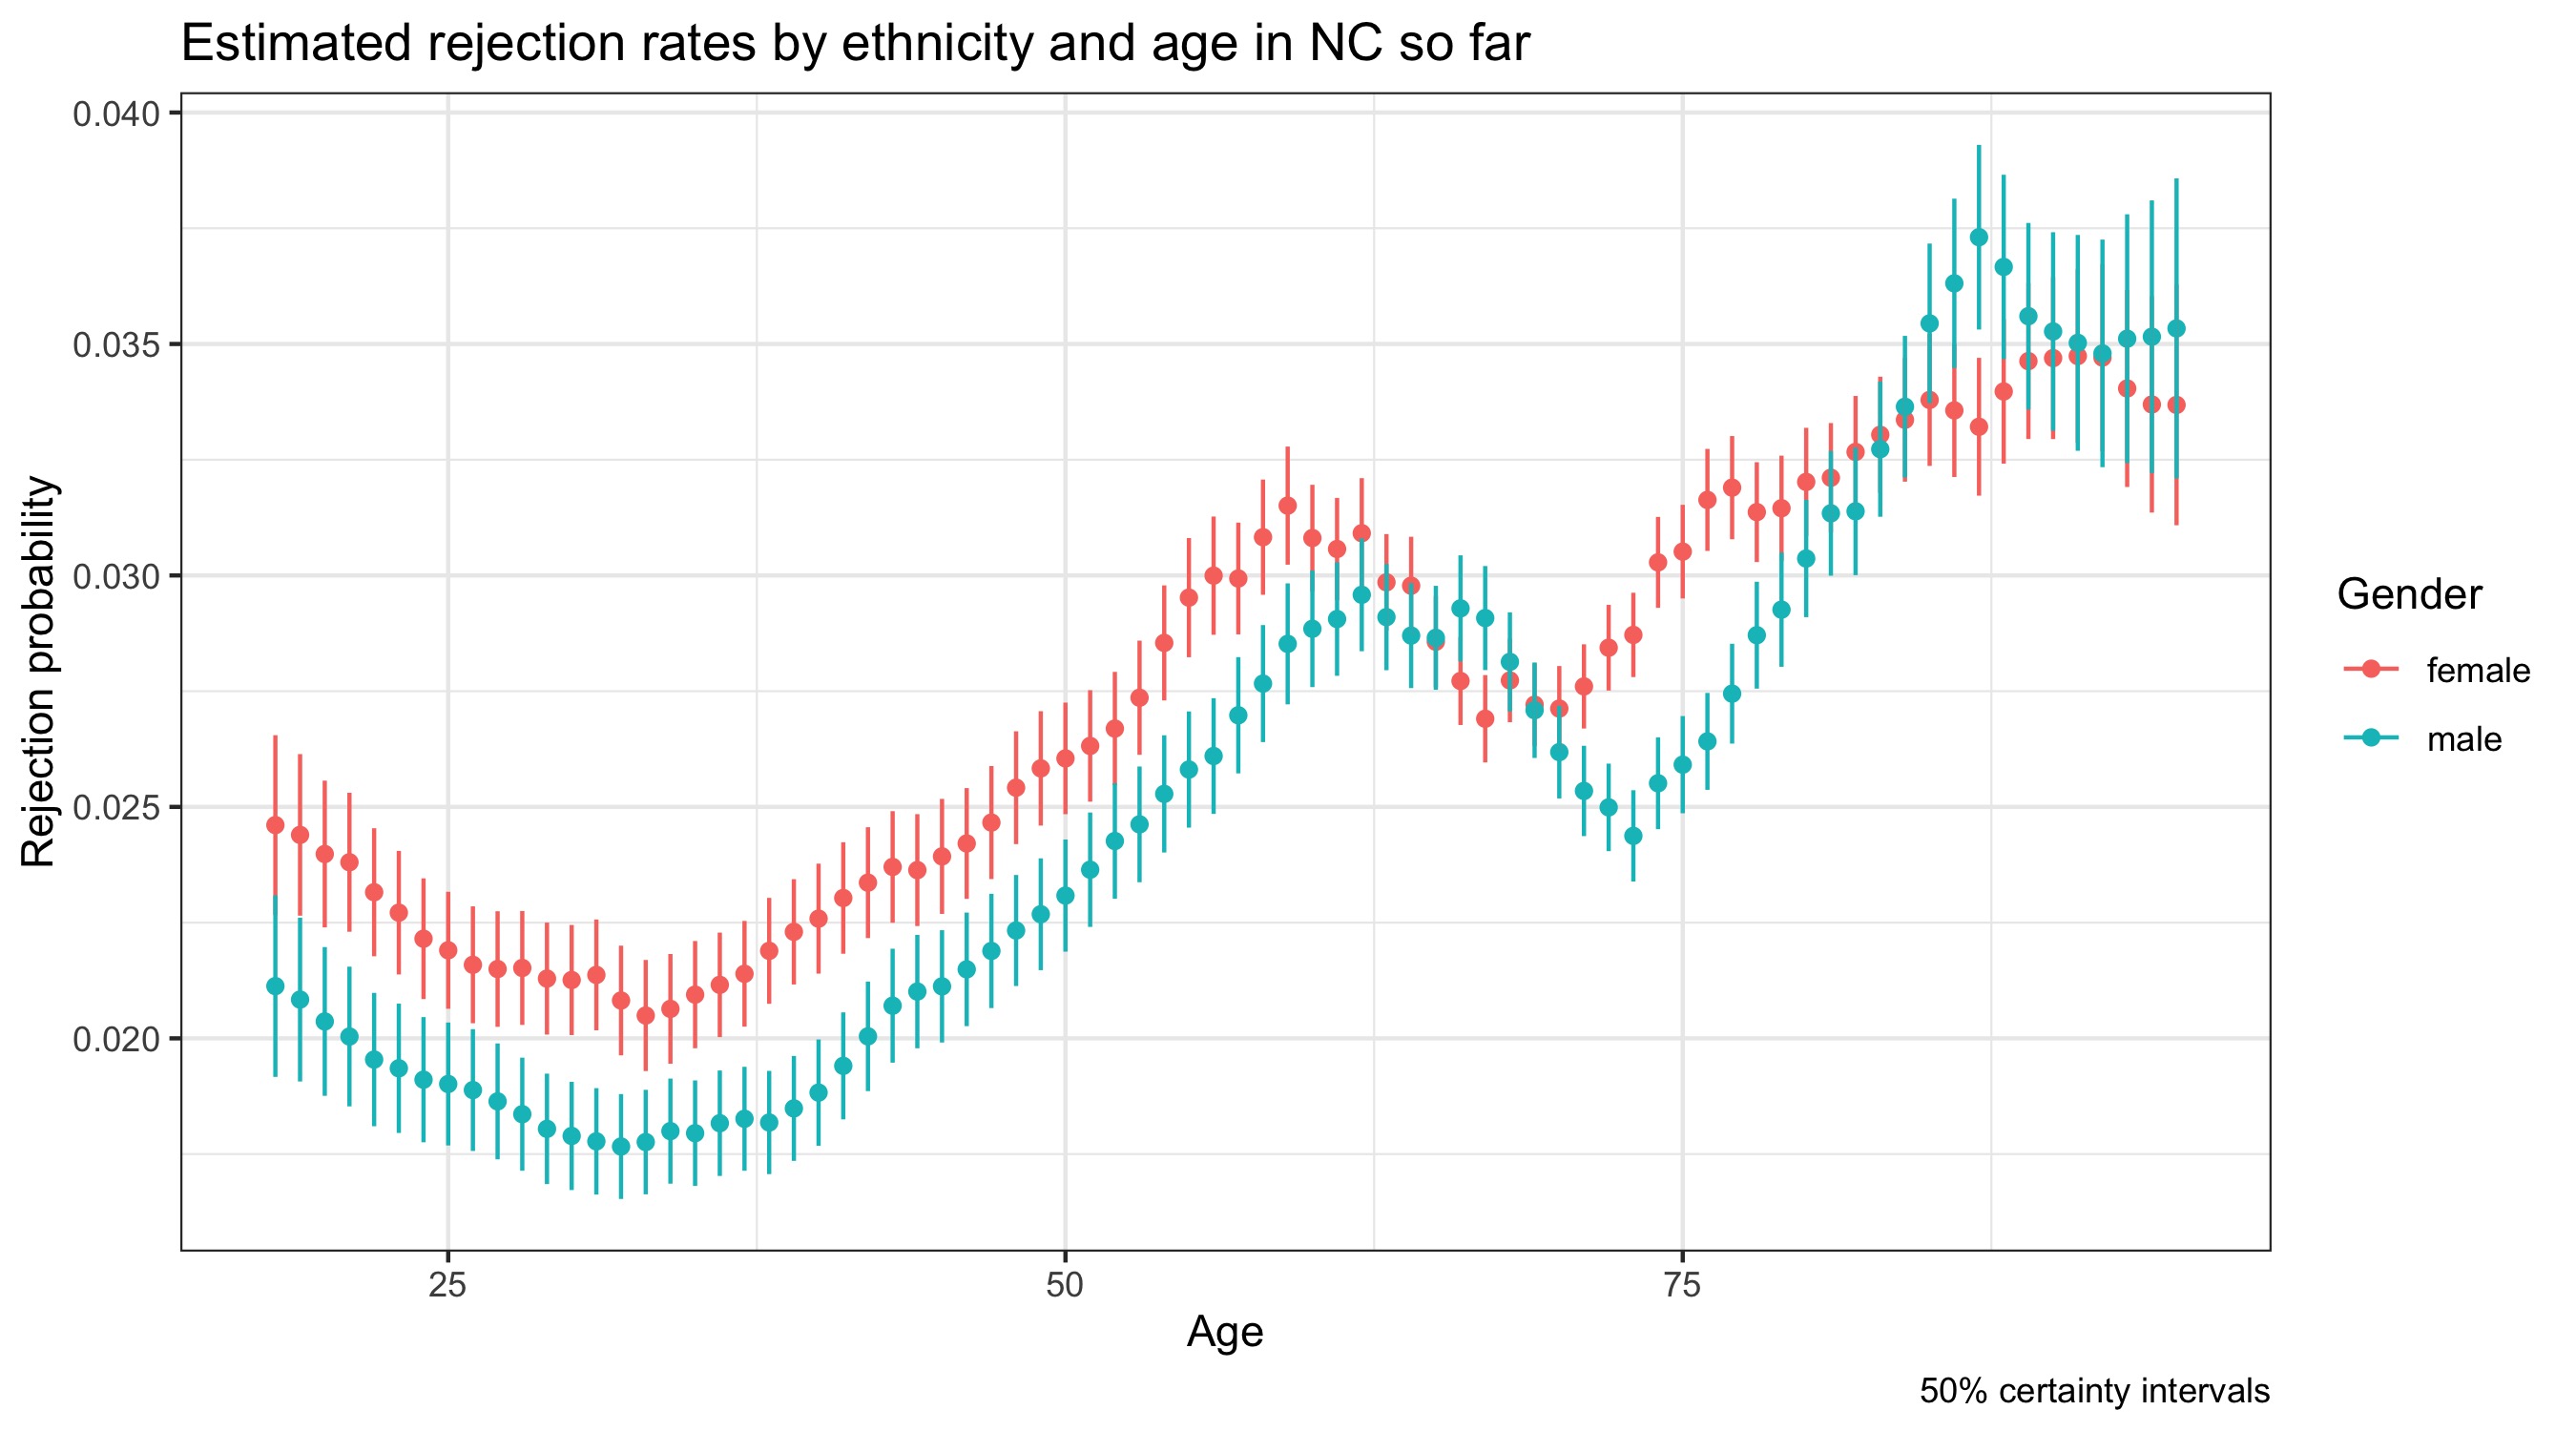 Estimated rejection rates by ethnicity and age in NC so far
Rejection probability
0.040
0.035
0.030
0.025
0.020
25
50
75
Age
Gender
female
male
50% certainty intervals